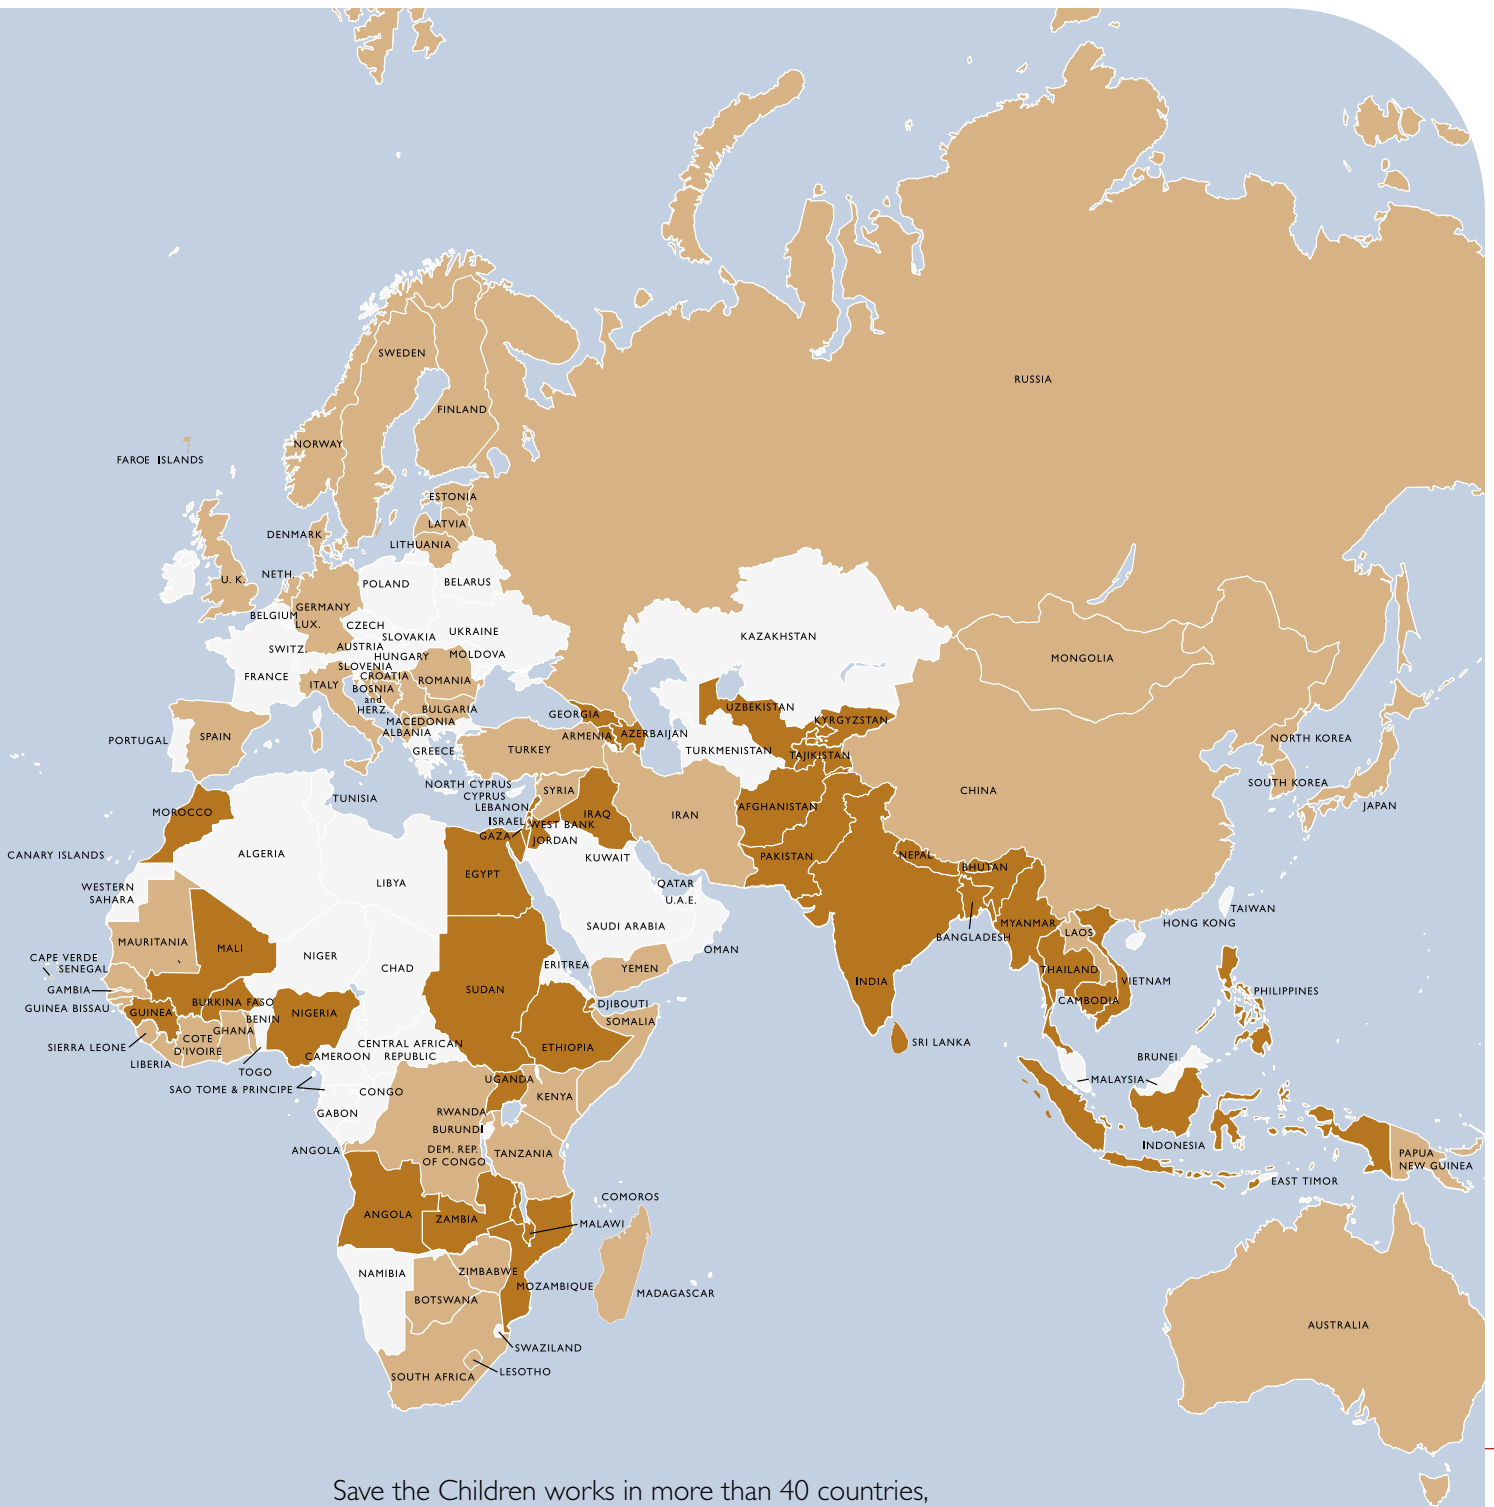 RUSSIA
SWEDEN
FINLAND
NORWAY
FAROE ISLANDS
ESTONIA
LATVIA
DENMARK
LITHUANIA
NETH.
U. K.
POLAND
BELARUS
GERMANY
BELGIUM
LUX.
CZECH
SLOVAKIA
UKRAINE
KAZAKHSTAN
SWITZ.
AUSTRIA
HUNGARY
MOLDOVA
MONGOLIA
SLOVENIA
FRANCE
CROATIA
ROMANIA
ITALY
BOSNIA
and
HERZ.
BULGARIA
UZBEKISTAN
GEORGIA
KYRGYZSTAN
MACEDONIA
ALBANIA
ARMENIA
AZERBAIJAN
PORTUGAL
SPAIN
GREECE
TURKEY
TURKMENISTAN
TAJIKISTAN
NORTH KOREA
SOUTH KOREA
NORTH CYPRUS
CYPRUS
SYRIA
CHINA
TUNISIA
LEBANON
JAPAN
MOROCCO
ISRAEL
WEST BANK
IRAQ
IRAN
AFGHANISTAN
GAZA
JORDAN
CANARY ISLANDS
ALGERIA
KUWAIT
PAKISTAN
NEPAL
BHUTAN
WESTERN
SAHARA
LIBYA
EGYPT
QATAR
U.A.E.
TAIWAN
HONG KONG
SAUDI ARABIA
MYANMAR
LAOS
BANGLADESH
MAURITANIA
MALI
NIGER
OMAN
CAPE VERDE
SENEGAL
CHAD
ERITREA
YEMEN
THAILAND
INDIA
VIETNAM
GAMBIA
SUDAN
PHILIPPINES
GUINEA BISSAU
GUINEA
BURKINA FASO
DJIBOUTI
CAMBODIA
BENIN
NIGERIA
SOMALIA
GHANA
COTE
D'IVOIRE
SIERRA LEONE
CENTRAL AFRICAN
REPUBLIC
ETHIOPIA
SRI LANKA
LIBERIA
CAMEROON
BRUNEI
TOGO
UGANDA
MALAYSIA
SAO TOME & PRINCIPE
CONGO
KENYA
GABON
RWANDA
BURUNDI
ANGOLA
DEM. REP.
OF CONGO
TANZANIA
INDONESIA
PAPUA
NEW GUINEA
EAST TIMOR
COMOROS
ANGOLA
ZAMBIA
MALAWI
NAMIBIA
ZIMBABWE
MOZAMBIQUE
MADAGASCAR
BOTSWANA
AUSTRALIA
SWAZILAND
LESOTHO
SOUTH AFRICA
Save the Children works in more than 40 countries,